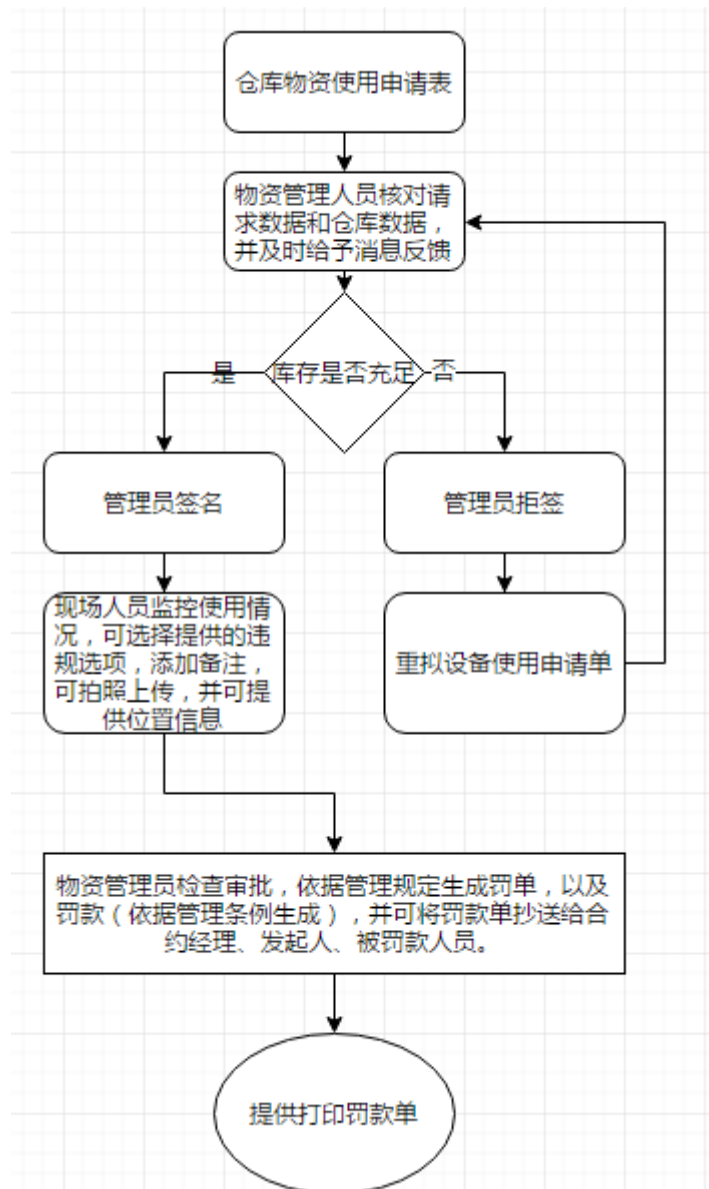 仓库物资使用申请表
物资管理人员核对请
求数据和仓库数据，
并及时给予消息反馈
是
库存是否充足
否
管理员签名
管理员拒签
现场人员监控使用情
况，可选择提供的违
规选项，添加备注，
可拍照上传，并可提
供位置信息
重拟设备使用申请单
物资管理员检查审批，依据管理规定生成罚单，以及
罚款（依据管理条例生成），并可将罚款单抄送给合
约经理、发起人、被罚款人员。
提供打印罚款单